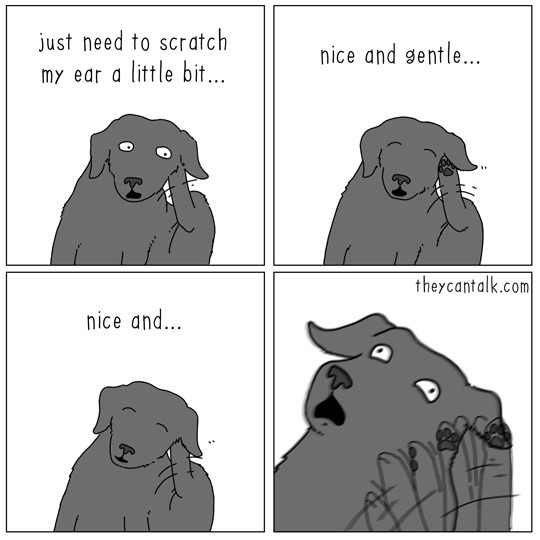 just need to scratch
my ear a little bit...
nice and gentle...
nice and...
theycantalk.com